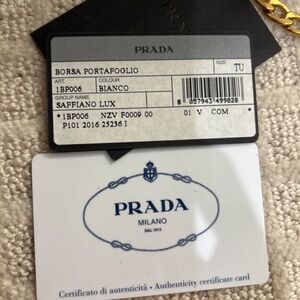 PRADA
BORSA PORTAFOGLIO
SIZE
TU
ART.
COLOUR
1BP006
BIANCO
GROUP NAME
SAFFIANO LUX
8 057943 499828
*1BP006 NZV F0009 00 01 V COM *
P101 2016 25236 I
PRADA
MILANO
DAL 1913
Certificato di autenticità • Authenticity certificate card